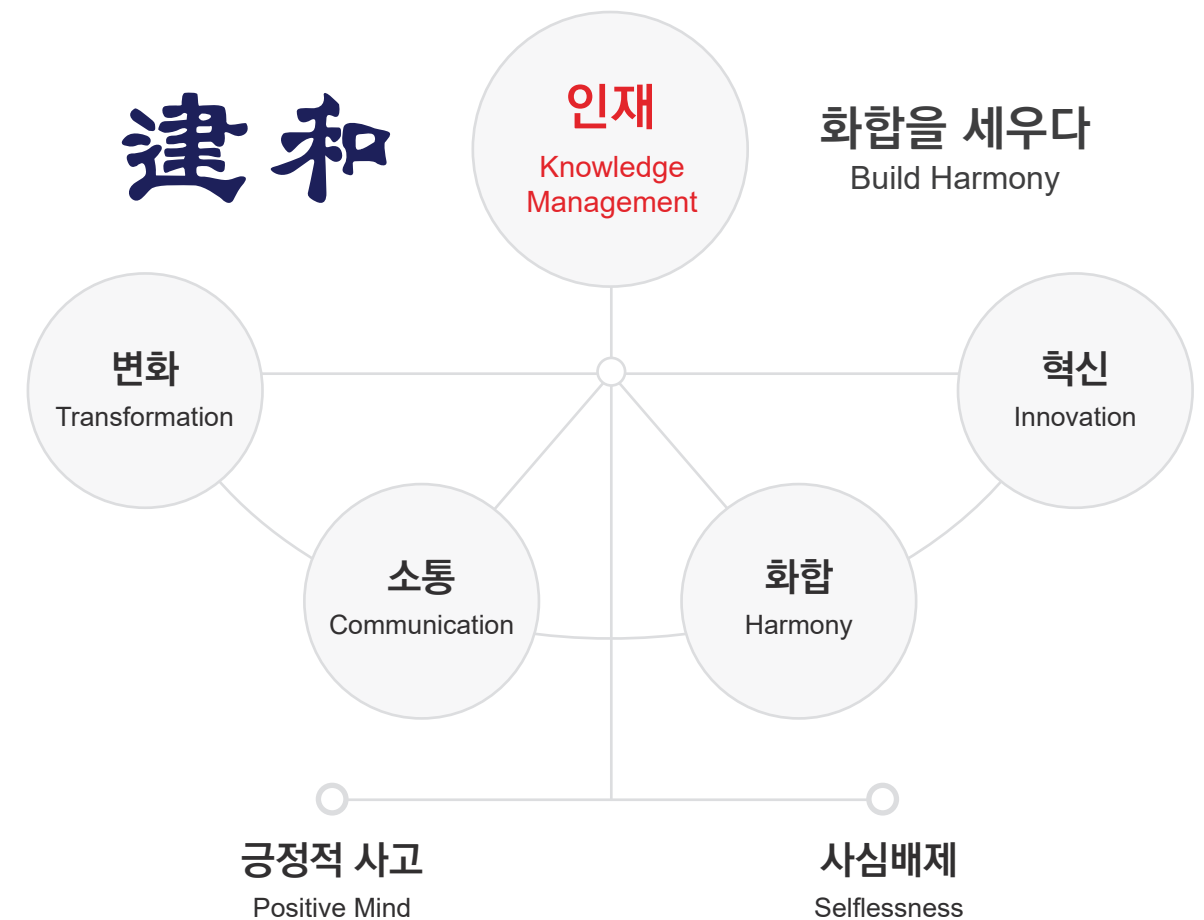 建和
인재
Knowledge
Management
화합을 세우다
Build Harmony
변화
Transformation
혁신
Innovation
소통
Communication
화합
Harmony
긍정적 사고
Positive Mind
사심배제
Selflessness